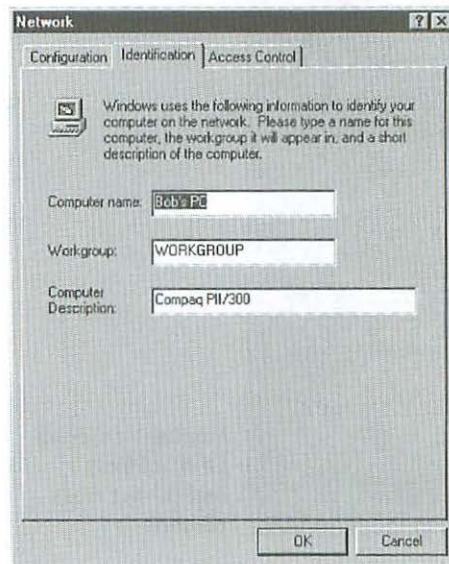 Network
Configuration Identification Access Control
Windows uses the following information to identify your
computer on the network. Please type a name for this
computer, the workgroup it will appear in, and a short
description of the computer.
Computer name: Bob's PC
Workgroup: WORKGROUP
Computer
Description: Compaq PII/300
OK Cancel